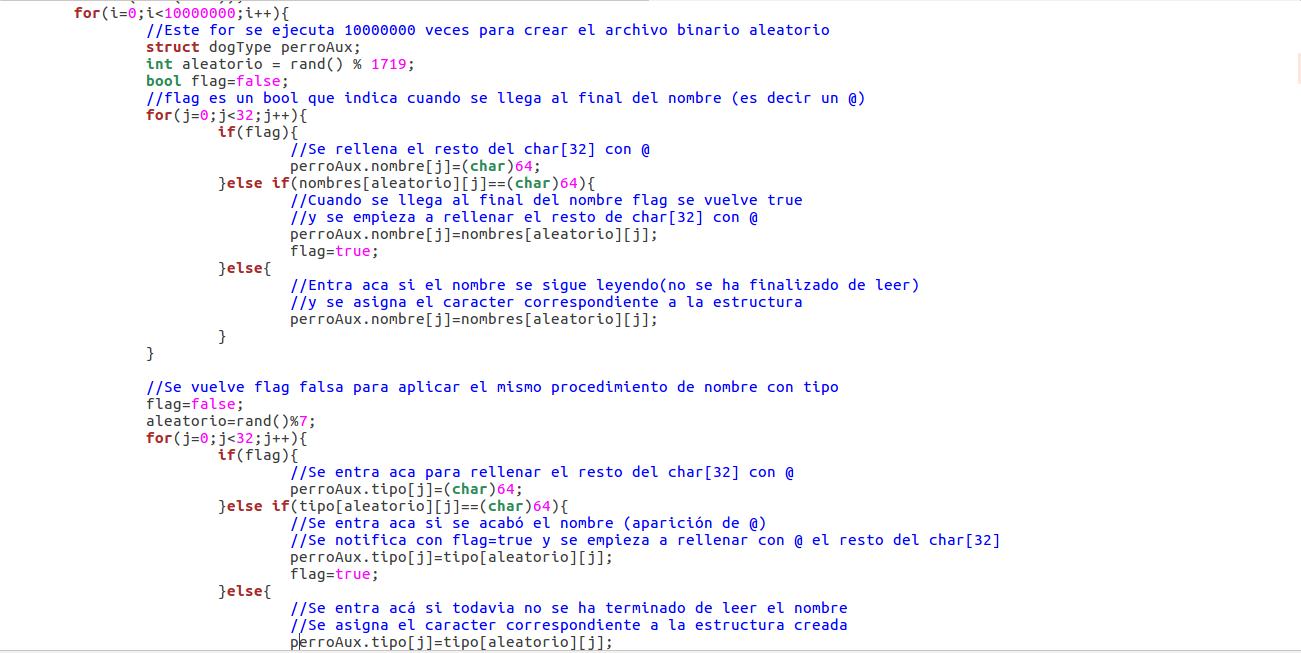 for(i=0;i<10000000;i++){
//Este for se ejecuta 10000000 veces para crear el archivo binario aleatorio
struct dogType perroAux;
int aleatorio = rand() % 1719;
bool flag=false;
//flag es un bool que indica cuando se llega al final del nombre (es decir un @)
for(j=0;j<32;j++){
if(flag){
//Se rellena el resto del char[32] con @
perroAux.nombre[j]=(char)64;
}else if(nombres[aleatorio][j]==(char)64){
//Cuando se llega al final del nombre flag se vuelve true
//y se empieza a rellenar el resto de char[32] con @
perroAux.nombre[j]=nombres[aleatorio][j];
flag=true;
}else{
//Entra aca si el nombre se sigue leyendo(no se ha finalizado de leer)
//y se asigna el caracter correspondiente a la estructura
perroAux.nombre[j]=nombres[aleatorio][j];
}
}
//Se vuelve flag falsa para aplicar el mismo procedimiento de nombre con tipo
flag=false;
aleatorio=rand()%7;
for(j=0;j<32;j++){
if(flag){
//Se entra aca para rellenar el resto del char[32] con @
perroAux.tipo[j]=(char)64;
}else if(tipo[aleatorio][j]==(char)64){
//Se entra aca si se acabó el nombre (aparición de @)
//Se notifica con flag=true y se empieza a rellenar con @ el resto del char[32]
perroAux.tipo[j]=tipo[aleatorio][j];
flag=true;
}else{
//Se entra acá si todavia no se ha terminado de leer el nombre
//Se asigna el caracter correspondiente a la estructura creada
perroAux.tipo[j]=tipo[aleatorio][j];